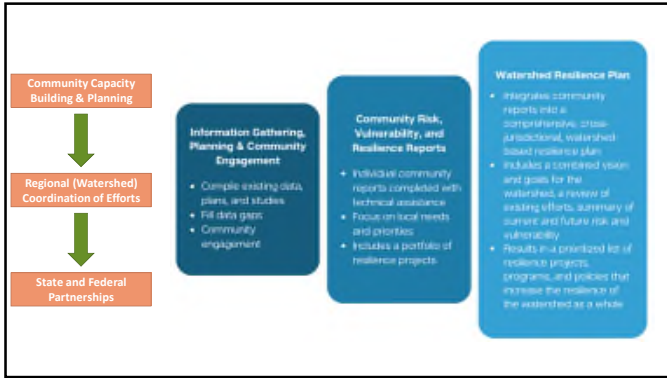 Community Capacity
Building & Planning
Regional (Watershed)
Coordination of Efforts
State and Federal
Partnerships
Information Gathering,
Planning & Community
Engagement
• Compile existing data,
plans, and studies
• Fill data gaps
• Community
engagement
Community Risk,
Vulnerability, and
Resilience Reports
• Individual community
reports completed with
technical assistance
• Focus on local needs
and priorities
• Includes a portfolio of
resilience projects
Watershed Resilience Plan
• Integrates community
reports into a
comprehensive, cross-
jurisdictional, watershed-
based resilience plan
• Includes a combined vision
and goals for the
watershed, a review of
existing efforts, summary of
current and future risk and
vulnerability
• Results in a prioritized list of
resilience projects,
programs, and policies that
increase the resilience of
the watershed as a whole